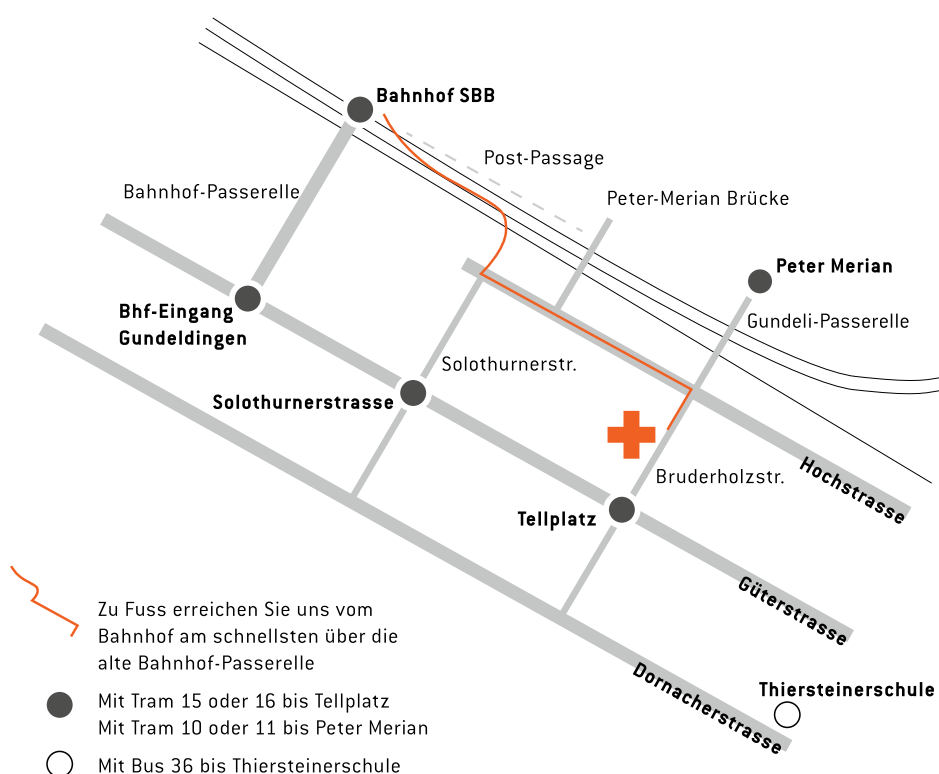 Bahnhof SBB
Post-Passage
Bahnhof-Passerelle
Peter-Merian Brücke
Peter Merian
Bhf-Eingang
Gundeldingen
Gundeli-Passerelle
Solothurnerstr.
Solothurnerstrasse
Hochstrasse
Bruderholzstr.
Tellplatz
Güterstrasse
Dornacherstrasse
Thiersteinerschule
Zu Fuss erreichen Sie uns vom
Bahnhof am schnellsten über die
alte Bahnhof-Passerelle
Mit Tram 15 oder 16 bis Tellplatz
Mit Tram 10 oder 11 bis Peter Merian
Mit Bus 36 bis Thiersteinerschule